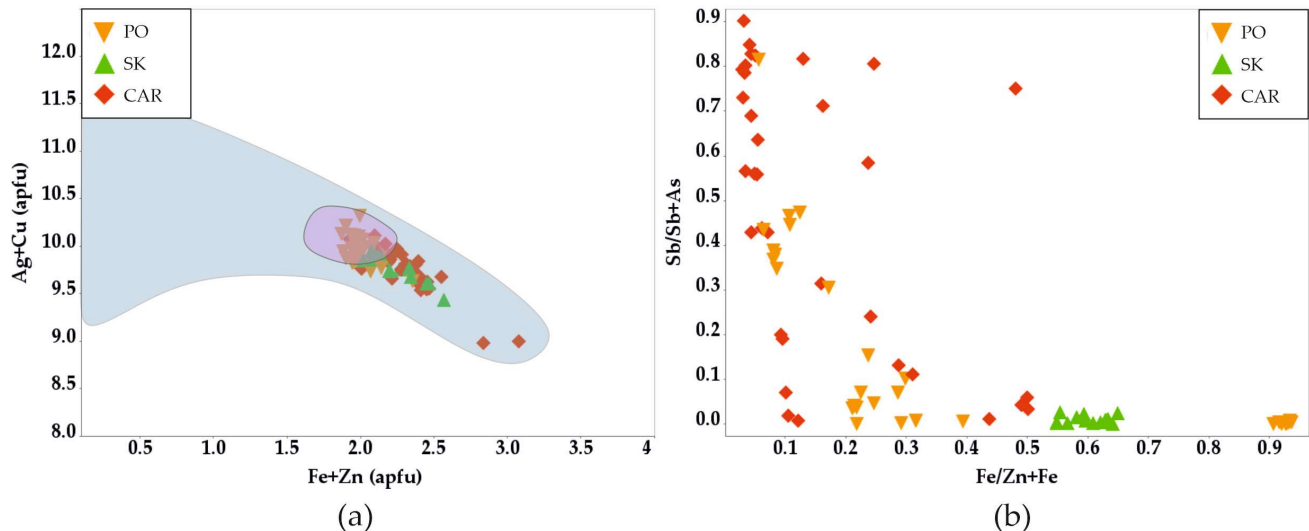 PO
SK
CAR
12.0
11.5
11.0
10.5
10.0
9.5
9.0
8.5
8.0
Ag+Cu (apfu)
0.5 1.0 1.5 2.0 2.5 3.0 3.5 4
Fe+Zn (apfu)
(a)
PO
SK
CAR
0.9
0.8
0.7
0.6
0.5
0.4
0.3
0.2
0.1
0.0
Sb/Sb+As
0.1 0.2 0.3 0.4 0.5 0.6 0.7 0.8 0.9
Fe/Zn+Fe
(b)